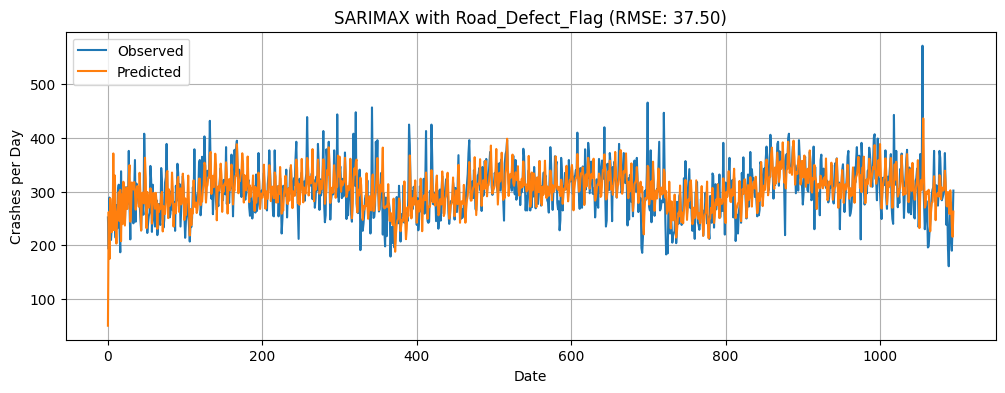 SARIMAX with Road_Defect_Flag (RMSE: 37.50)
Observed
Predicted
Crashes per Day
500
400
300
200
100
0
200
400
600
800
1000
Date